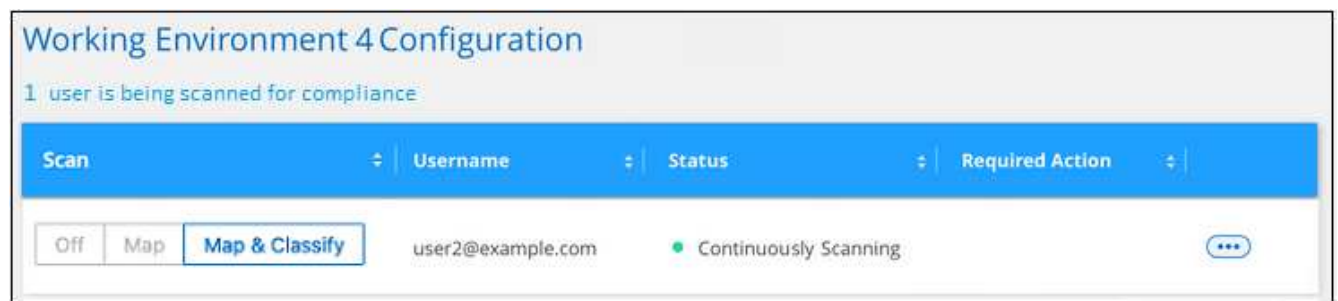 Working Environment 4 Configuration
1 user is being scanned for compliance
Scan Username Status Required Action
Off Map Map & Classify user2@example.com Continuously Scanning